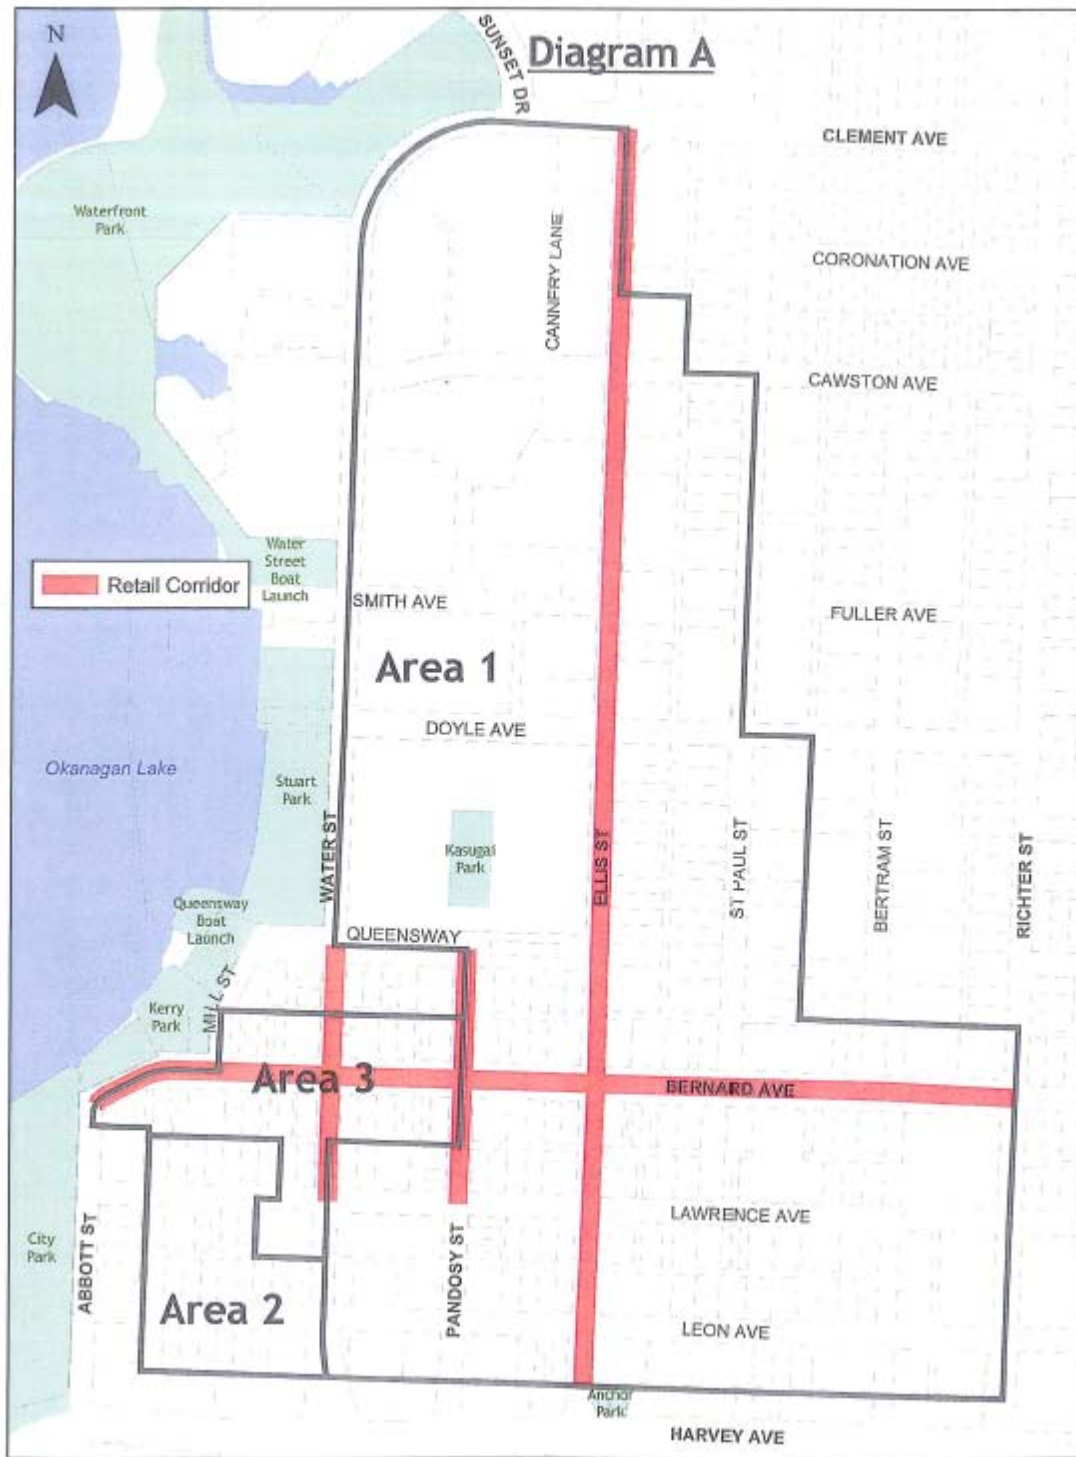 N
SUNSET DR
Diagram A
CLEMENT AVE
Waterfront
Park
CANNERY LANE
CORONATION AVE
CAWSTON AVE
Water
Street
Boat
Launch
Retail Corridor
SMITH AVE
FULLER AVE
Area 1
DOYLE AVE
Okanagan Lake
Stuart
Park
WATER ST
Kasugai
Park
ELLIS ST
ST PAUL ST
BERTRAM ST
RICHTER ST
Queensway
Boat
Launch
QUEENSWAY
MILL ST
Kerry
Park
Area 3
BERNARD AVE
LAWRENCE AVE
City
Park
ABBOTT ST
PANDOSY ST
Area 2
LEON AVE
Anchor
Park
HARVEY AVE